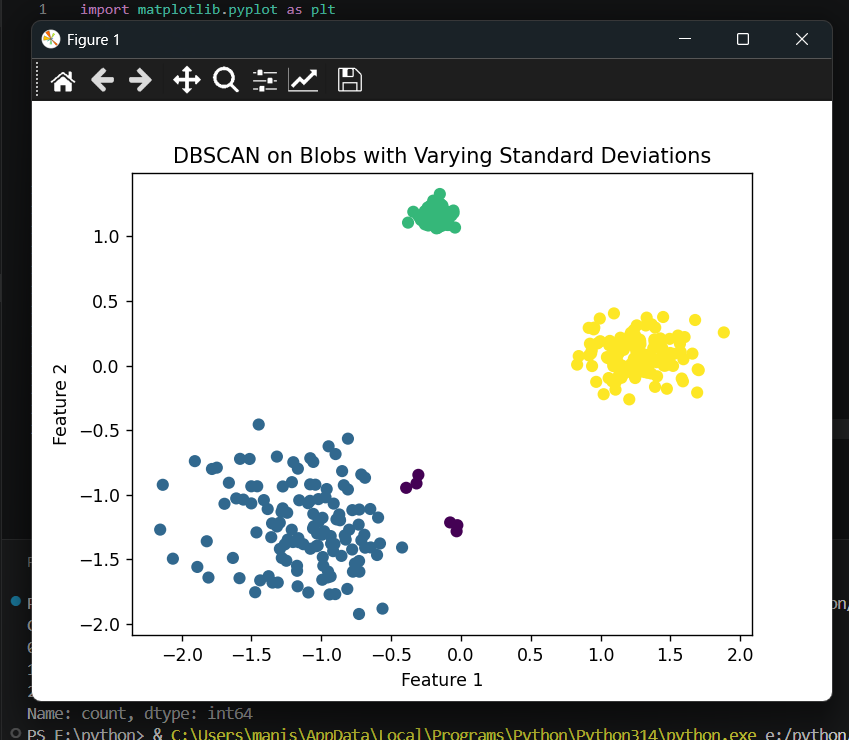 1 import matplotlib.pyplot as plt
Figure 1
DBSCAN on Blobs with Varying Standard Deviations
1.0
0.5
0.0
−0.5
−1.0
−1.5
−2.0
Feature 2
−2.0 −1.5 −1.0 −0.5 0.0 0.5 1.0 1.5 2.0
Feature 1
Name: count, dtype: int64
PS E:\python> & C:\Users\manis\AppData\Local\Programs\Python\Python314\python.exe e:/python